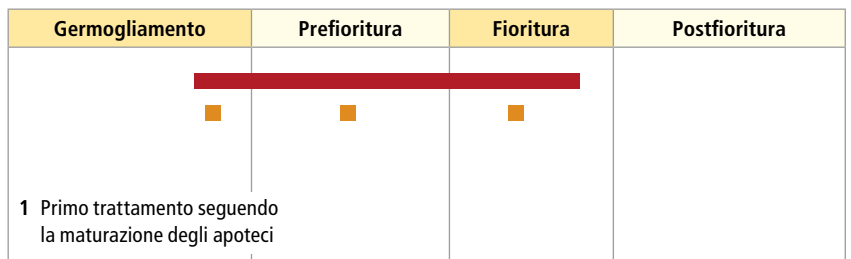 Germogliamento Prefioritura Fioritura Postfioritura
1 Primo trattamento seguendo
la maturazione degli apoteci